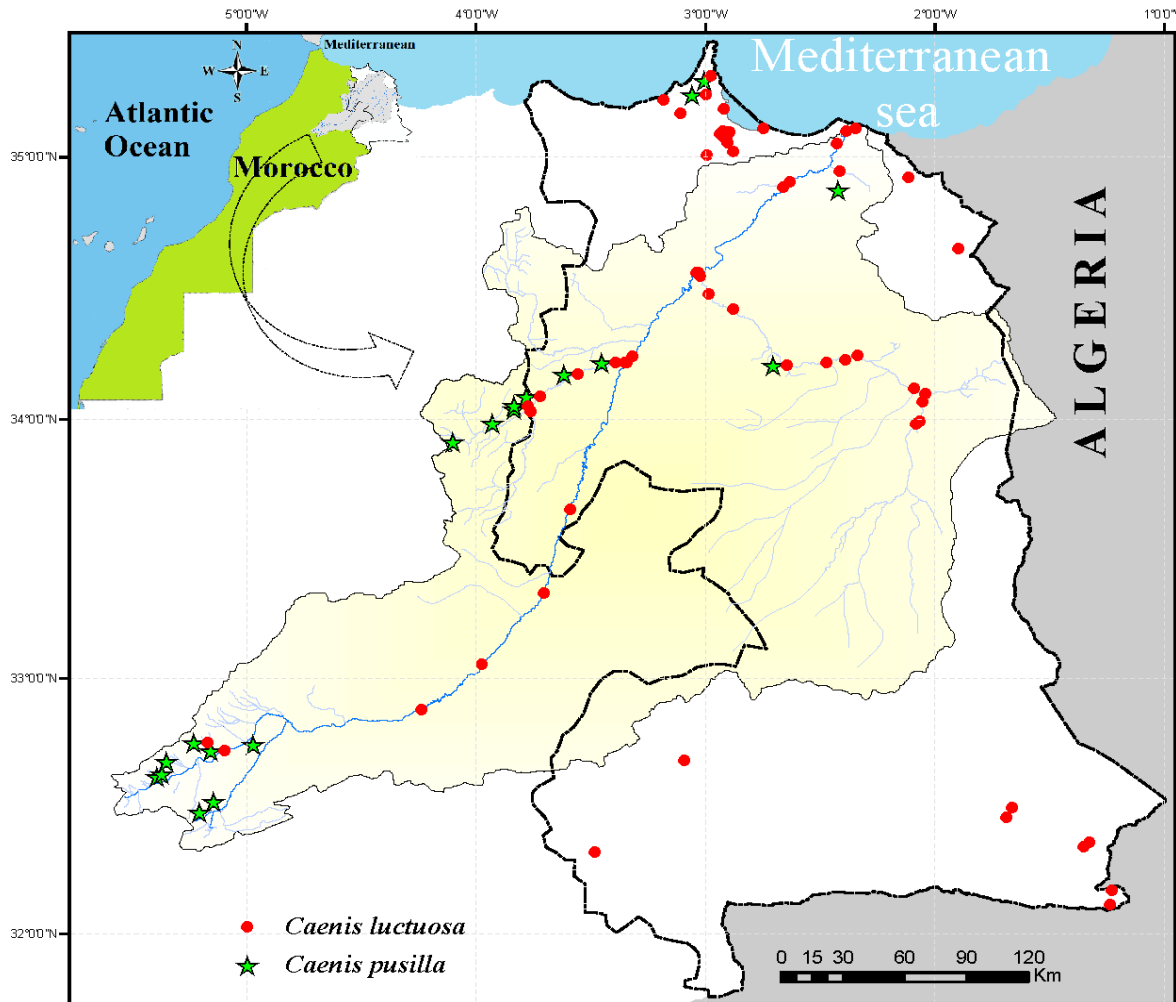 5°0'0"W 4°0'0"W 3°0'0"W 2°0'0"W 1°0'0"W
N
W E
S
Mediterranean
Mediterranean
sea
Atlantic
Ocean
Morocco
ALGERIA
35°0'0"N
34°0'0"N
33°0'0"N
32°0'0"N
Caenis luctuosa
Caenis pusilla
0 15 30 60 90 120
Km